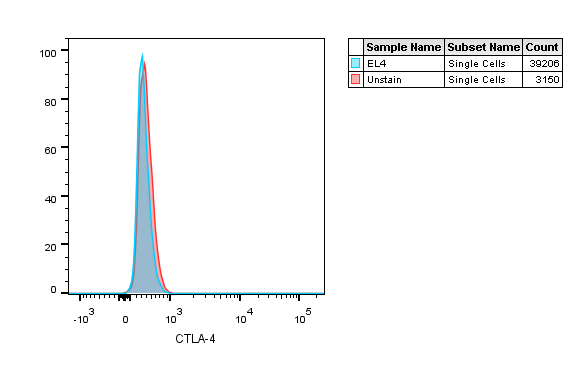 Sample Name Subset Name Count
EL4 Single Cells 39206
Unstain Single Cells 3150
100
80
60
40
20
0
-10 3 0 10 3 10 4 10 5
CTLA-4